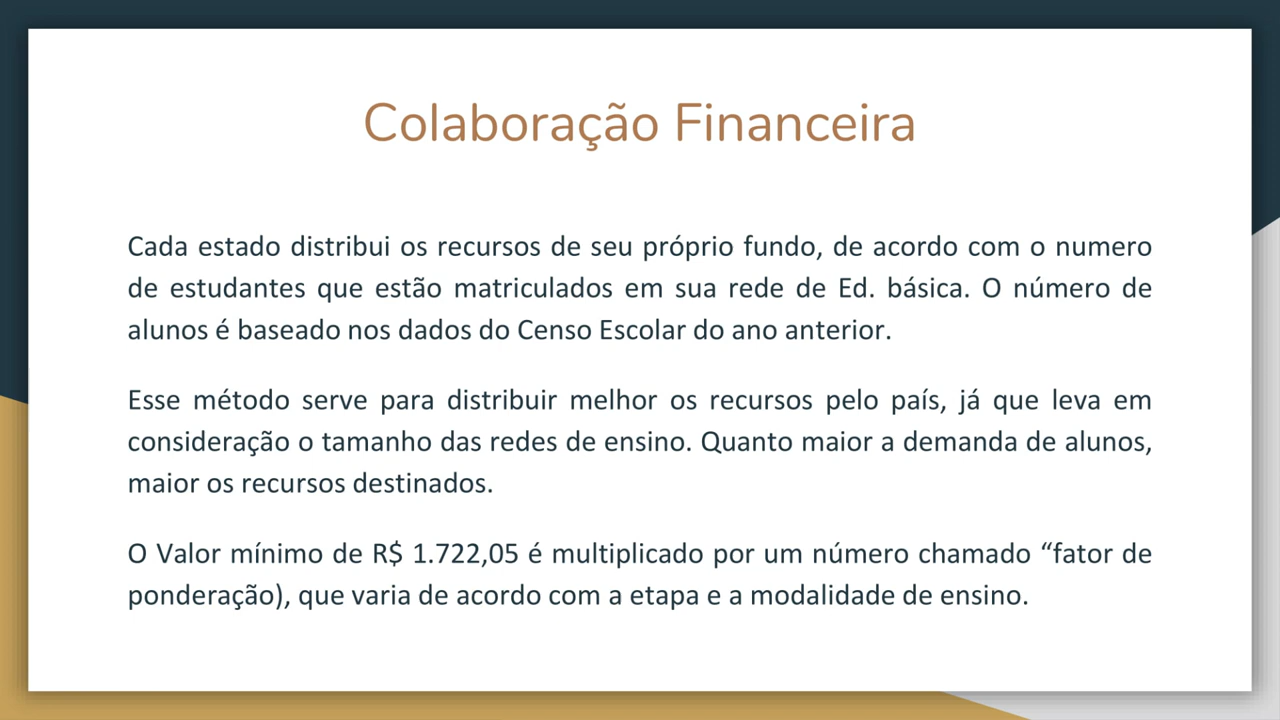 Colaboração Financeira
Cada estado distribui os recursos de seu próprio fundo, de acordo com o numero
de estudantes que estão matriculados em sua rede de Ed. básica. O número de
alunos é baseado nos dados do Censo Escolar do ano anterior.
Esse método serve para distribuir melhor os recursos pelo país, já que leva em
consideração o tamanho das redes de ensino. Quanto maior a demanda de alunos,
maior os recursos destinados.
O Valor mínimo de R$ 1.722,05 é multiplicado por um número chamado “fator de
ponderação), que varia de acordo com a etapa e a modalidade de ensino.